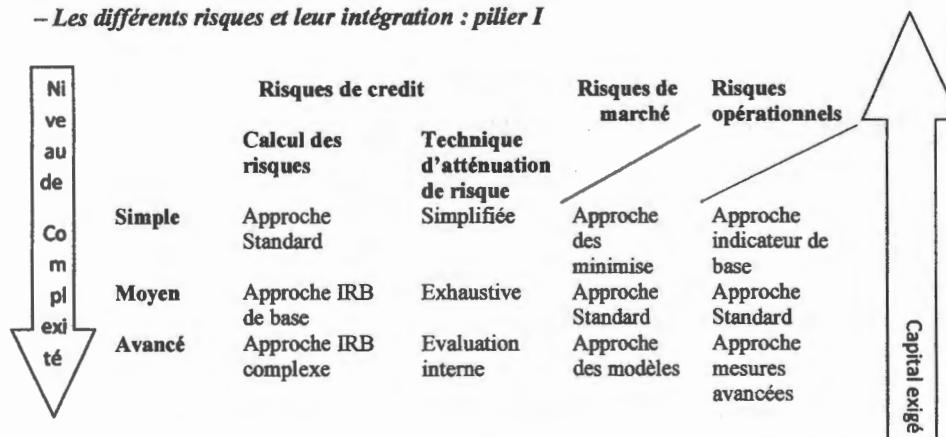 – Les différents risques et leur intégration : pilier I
Ni
ve
au
de
Co
m
pl
exi
té
Risques de credit
Risques de
marché
Risques
opérationnels
Calcul des
risques
Technique
d'atténuation
de risque
Simple
Approche
Standard
Simplifiée
Approche
des
minimise
Approche
indicateur de
base
Moyen
Approche IRB
de base
Exhaustive
Approche
Standard
Approche
Standard
Avancé
Approche IRB
complexe
Evaluation
interne
Approche
des modèles
Approche
mesures
avancées
Capital exigé